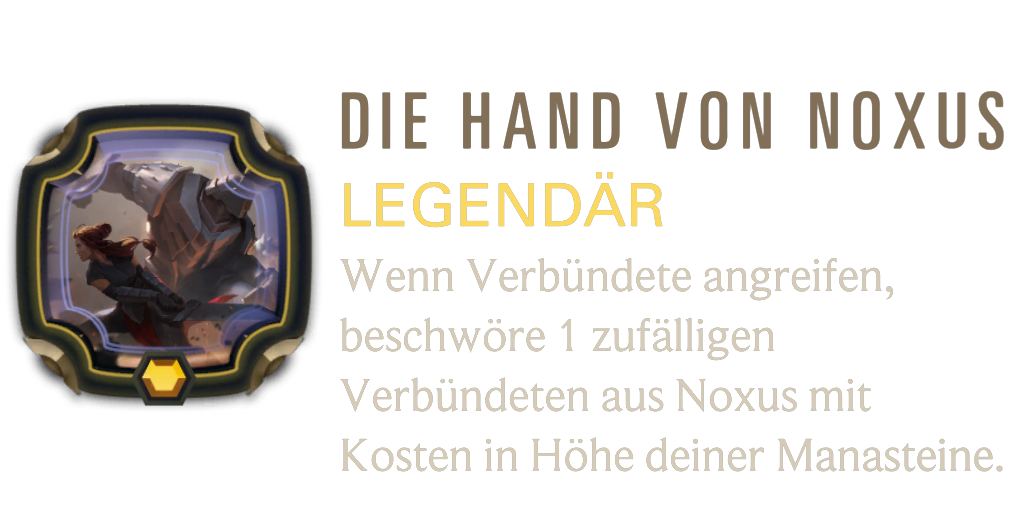 DIE HAND VON NOXUS
LEGENDÄR
Wenn Verbündete angreifen,
beschwöre 1 zufälligen
Verbündeten aus Noxus mit
Kosten in Höhe deiner Manasteine.